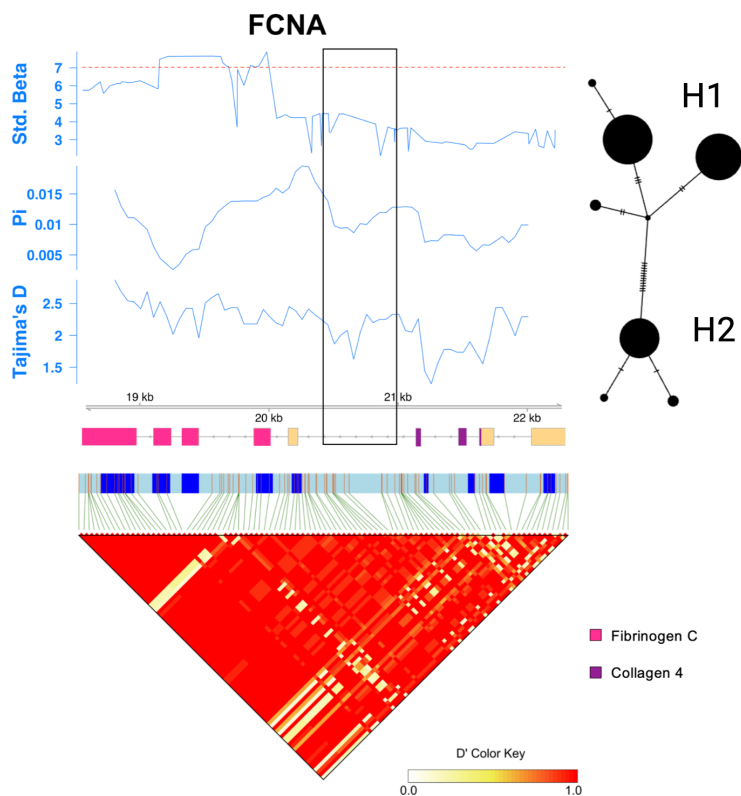 FCNA
Std. Beta
7
6
5
4
3
Pi
0.015
0.01
0.005
Tajima's D
2.5
2
1.5
19 kb
20 kb
21 kb
22 kb
H1
H2
Fibrinogen C
Collagen 4
D' Color Key
0.0
1.0